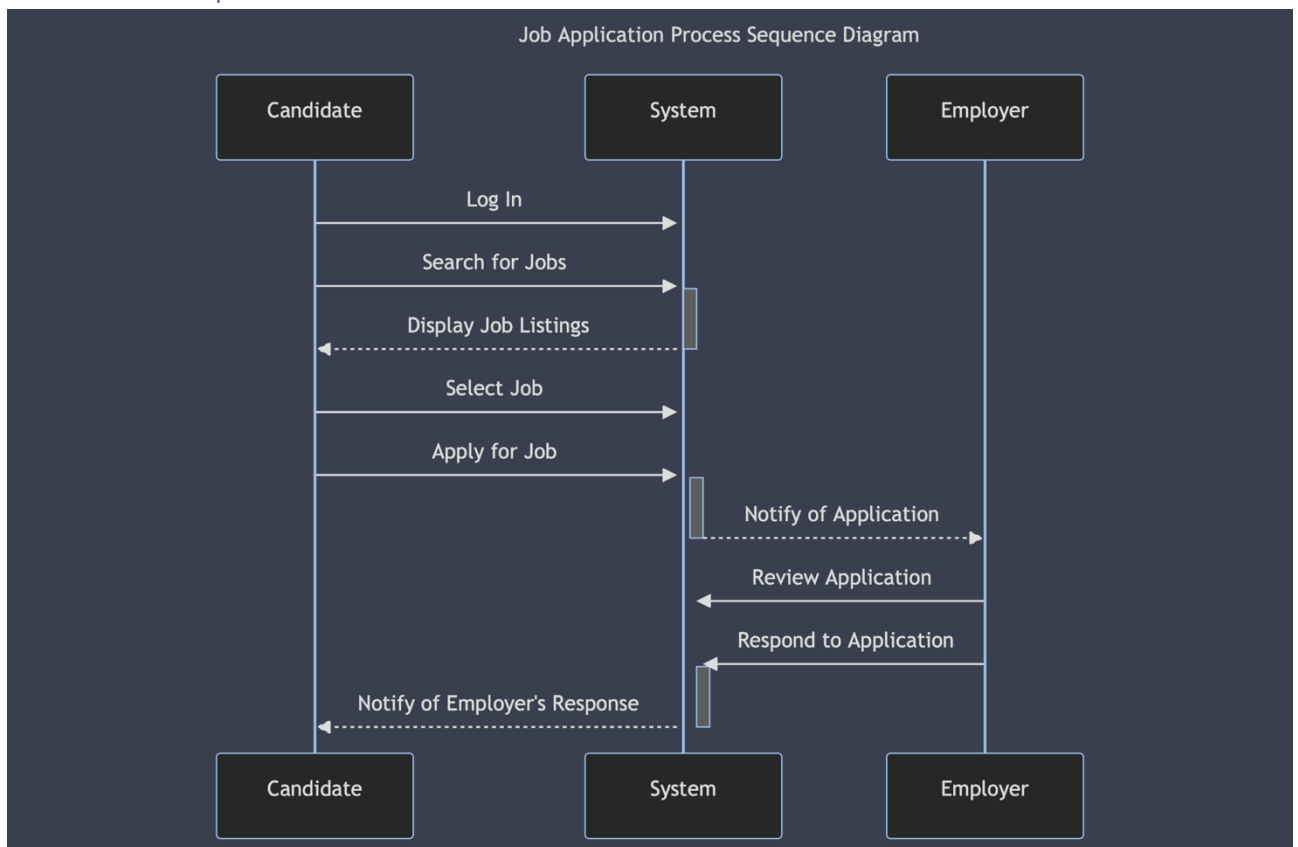 Job Application Process Sequence Diagram
Candidate
System
Employer
Log In
Search for Jobs
Display Job Listings
Select Job
Apply for Job
Notify of Application
Review Application
Respond to Application
Notify of Employer's Response
Candidate
System
Employer